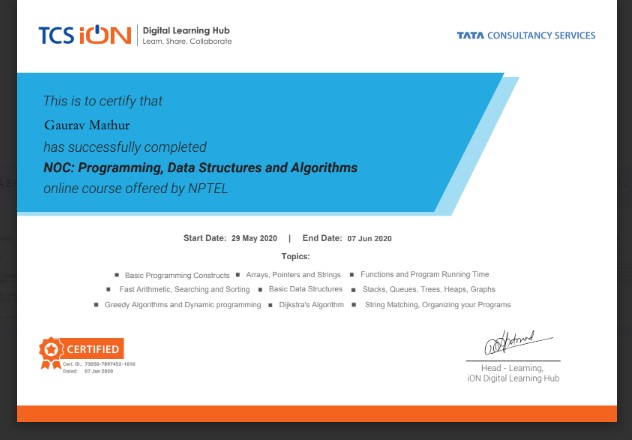 TCS iON | Digital Learning Hub
Learn. Share. Collaborate
TATA CONSULTANCY SERVICES
This is to certify that
Gaurav Mathur
has successfully completed
NOC: Programming, Data Structures and Algorithms
online course offered by NPTEL
Start Date: 29 May 2020 | End Date: 07 Jun 2020
Topics:
■ Basic Programming Constructs ■ Arrays, Pointers and Strings ■ Functions and Program Running Time
■ Fast Arithmetic, Searching and Sorting ■ Basic Data Structures ■ Stacks, Queues, Trees, Heaps, Graphs
■ Greedy Algorithms and Dynamic programming ■ Dijkstra's Algorithm ■ String Matching, Organizing your Programs
CERTIFIED
Cert. ID.
Dated: 07 Jun 2020
Head - Learning,
iON Digital Learning Hub